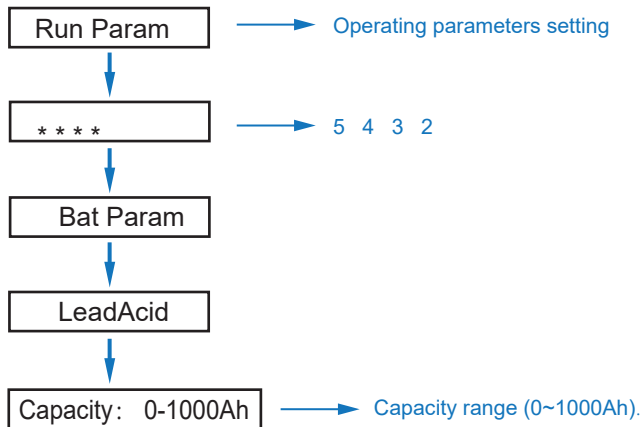 Run Param
Operating parameters setting
* * * *
5 4 3 2
Bat Param
LeadAcid
Capacity: 0-1000Ah
Capacity range (0~1000Ah).